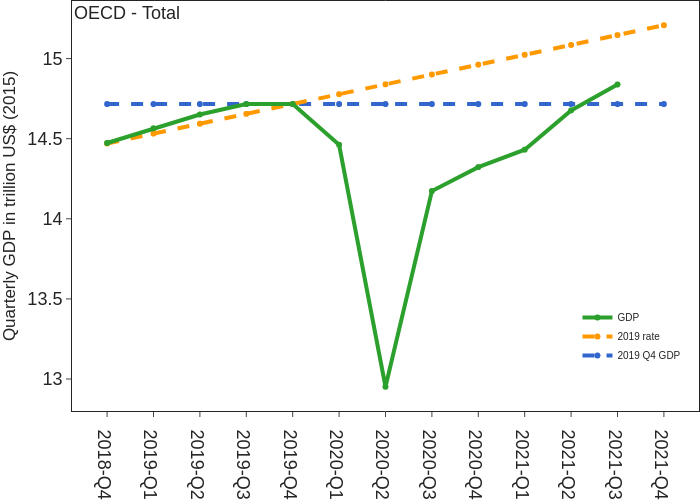 OECD - Total
Quarterly GDP in trillion US$ (2015)
15
14.5
14
13.5
13
GDP
2019 rate
2019 Q4 GDP
2018-Q4
2019-Q1
2019-Q2
2019-Q3
2019-Q4
2020-Q1
2020-Q2
2020-Q3
2020-Q4
2021-Q1
2021-Q2
2021-Q3
2021-Q4